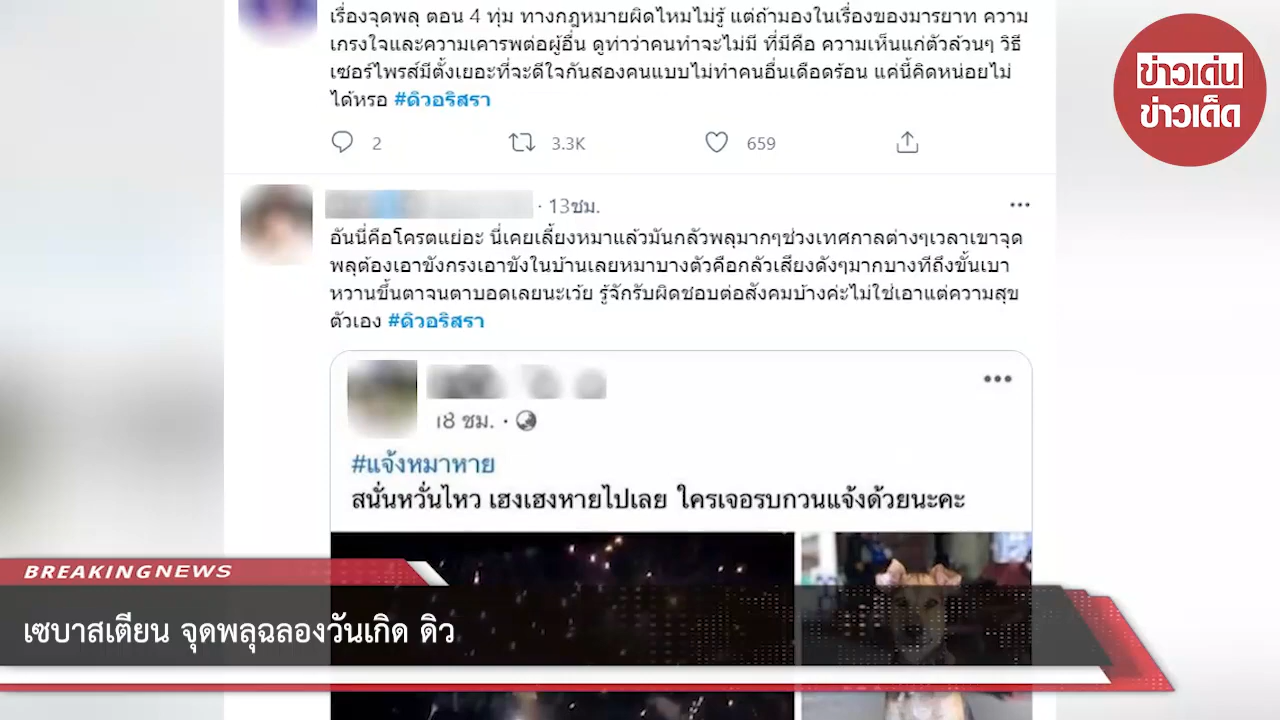 เรื่องจุดพลุ ตอน 4 ทุ่ม ทางกฎหมายผิดไหมไม่รู้ แต่ถ้ามองในเรื่องของมารยาท ความ
เกรงใจและความเคารพต่อผู้อื่น ดูท่าว่าคนทำจะไม่มี ที่มีคือ ความเห็นแก่ตัวล้วนๆ วิธี
เซอร์ไพรส์มีตั้งเยอะที่จะดีใจกันสองคนแบบไม่ทำคนอื่นเดือดร้อน แค่นี้คิดหน่อยไม่
ได้หรอ #ดิวอริสรา
2 3.3K 659
ข่าวเด่น
ข่าวเด็ด
· 13ชม.
อันนี่คือโครตแย่อะ นี่เคยเลี้ยงหมาแล้วมันกลัวพลุมากๆช่วงเทศกาลต่างๆเวลาเขาจุด
พลุต้องเอาขังกรงเอาขังในบ้านเลยหมาบางตัวคือกลัวเสียงดังๆมากบางทีถึงขั้นเบา
หวานขึ้นตาจนตาบอดเลยนะเว้ย รู้จักรับผิดชอบต่อสังคมบ้างค่ะไม่ใช่เอาแต่ความสุข
ตัวเอง #ดิวอริสรา
18 ชม. ·
#แจ้งหมาหาย
สนั่นหวั่นไหว เฮงเฮงหายไปเลย ใครเจอรบกวนแจ้งด้วยนะคะ
BREAKINGNEWS
เซบาสเตียน จุดพลุฉลองวันเกิด ดิว